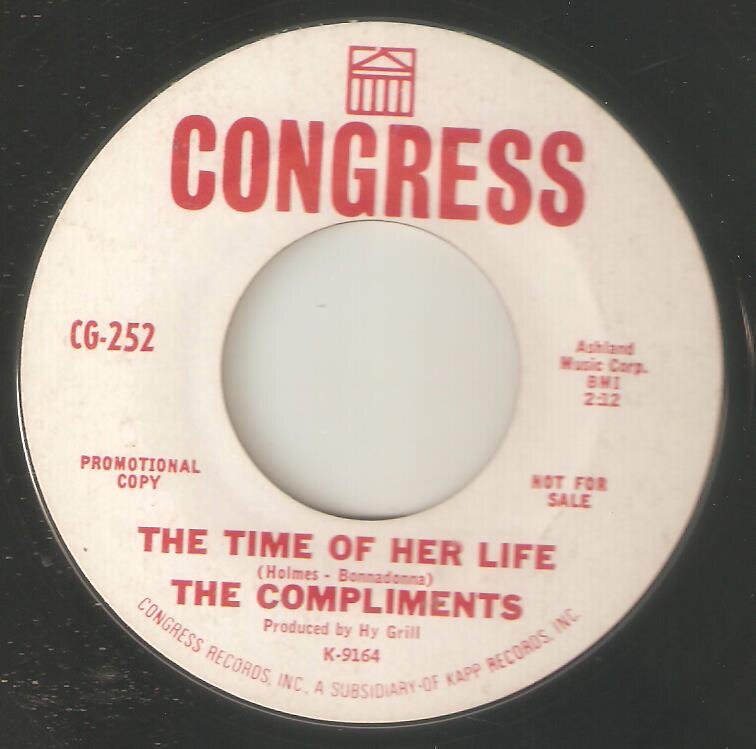 CONGRESS
CG-252
Ashland
Music Corp.
BMI
2:12
PROMOTIONAL
COPY
NOT FOR
SALE
THE TIME OF HER LIFE
(Holmes - Bonnadonna)
THE COMPLIMENTS
Produced by Hy Grill
K-9164
CONGRESS RECORDS, INC., A SUBSIDIARY-OF KAPP RECORDS, INC.